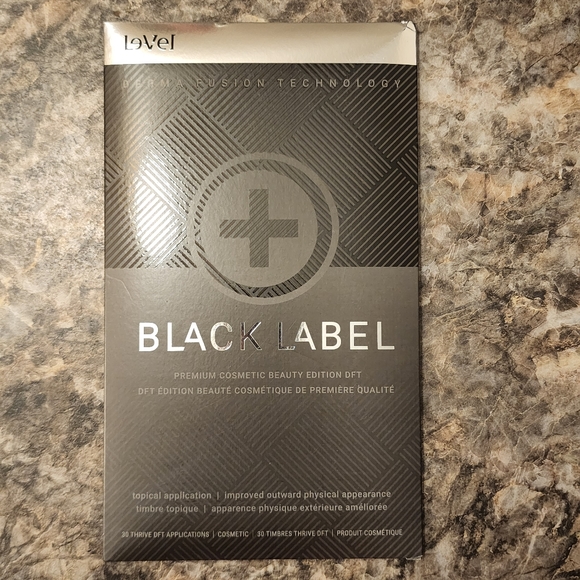 Le-Vel
DERMA FUSION TECHNOLOGY
BLACK LABEL
PREMIUM COSMETIC BEAUTY EDITION DFT
DFT ÉDITION BEAUTÉ COSMÉTIQUE DE PREMIÈRE QUALITÉ
topical application | improved outward physical appearance
timbre topique | apparence physique extérieure améliorée
30 THRIVE DFT APPLICATIONS | COSMETIC | 30 TIMBRES THRIVE DFT | PRODUIT COSMÉTIQUE